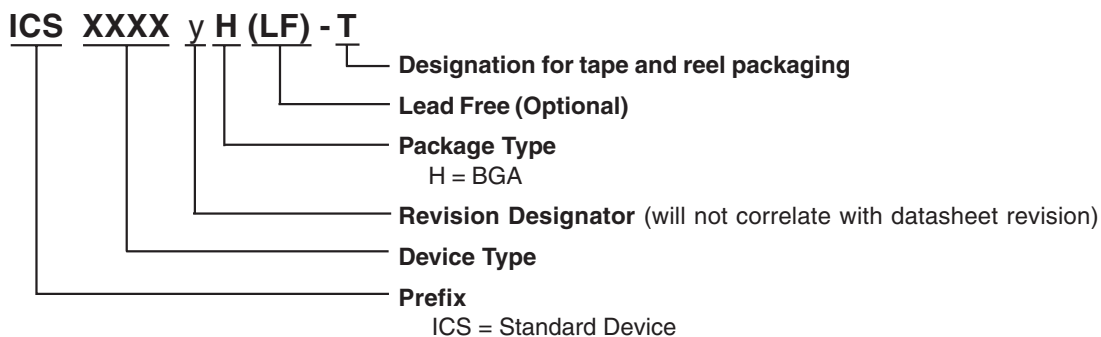 ICS XXXX y H (LF) - T
Designation for tape and reel packaging
Lead Free (Optional)
Package Type
H = BGA
Revision Designator (will not correlate with datasheet revision)
Device Type
Prefix
ICS = Standard Device